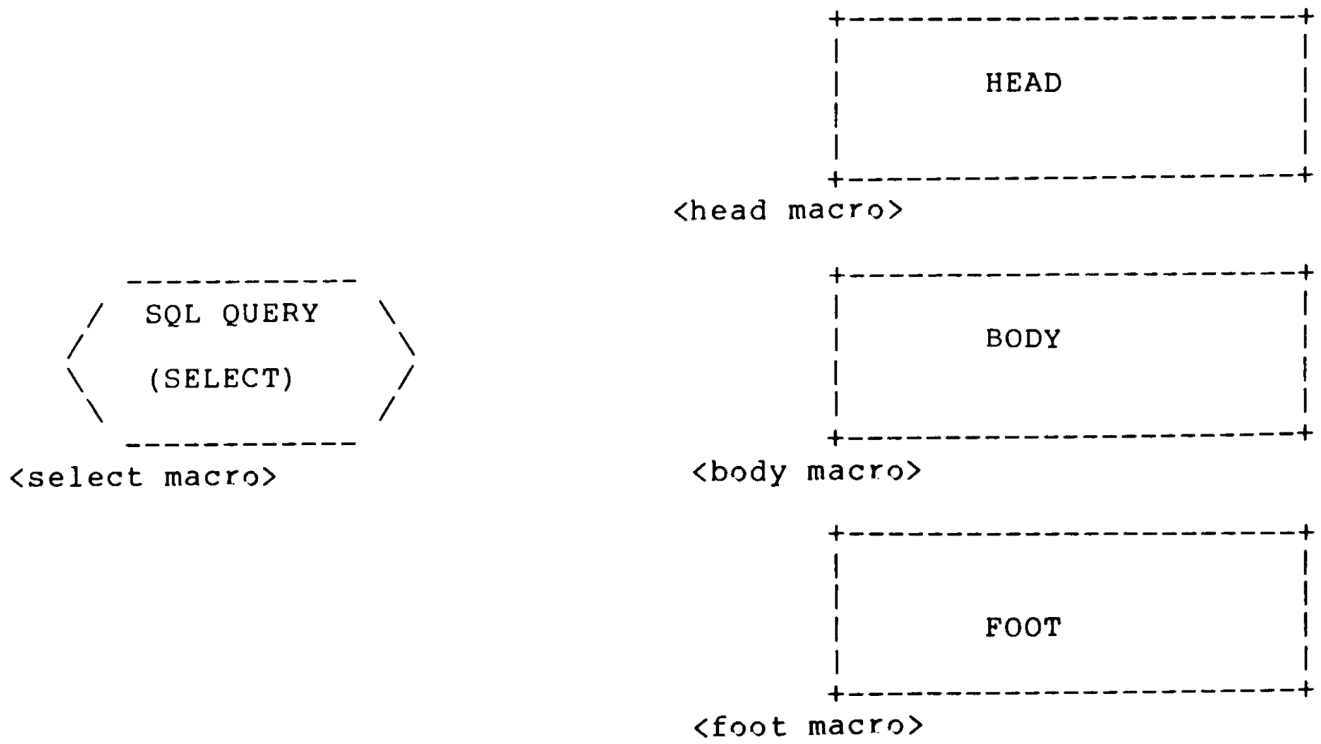 HEAD
<head macro>
SQL QUERY
(SELECT)
<select macro>
BODY
<body macro>
FOOT
<foot macro>